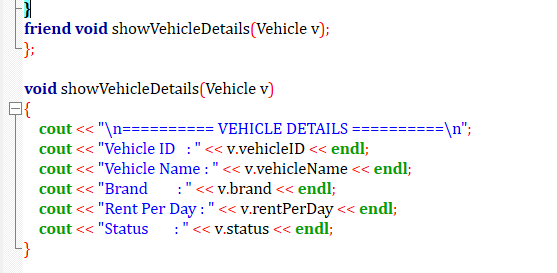 }
friend void showVehicleDetails(Vehicle v);
};
void showVehicleDetails(Vehicle v)
{
cout << "\n========== VEHICLE DETAILS ==========\n";
cout << "Vehicle ID   : " << v.vehicleID << endl;
cout << "Vehicle Name : " << v.vehicleName << endl;
cout << "Brand        : " << v.brand << endl;
cout << "Rent Per Day : " << v.rentPerDay << endl;
cout << "Status       : " << v.status << endl;
}